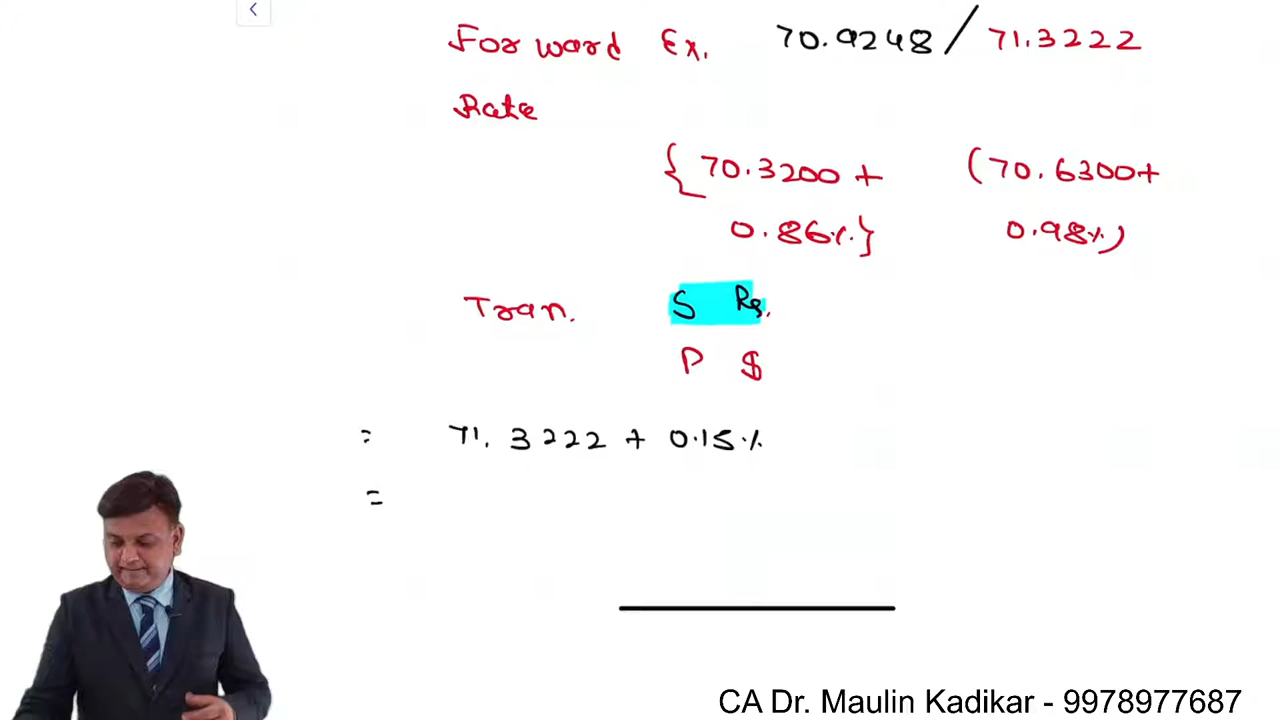 Forward Ex. 70.9248 / 71.3222
Rate
{70.3200 + (70.6300+
0.86%} 0.98%)
Tran. S Rs.
P $
= 71.3222 + 0.15%
=
CA Dr. Maulin Kadikar - 9978977687